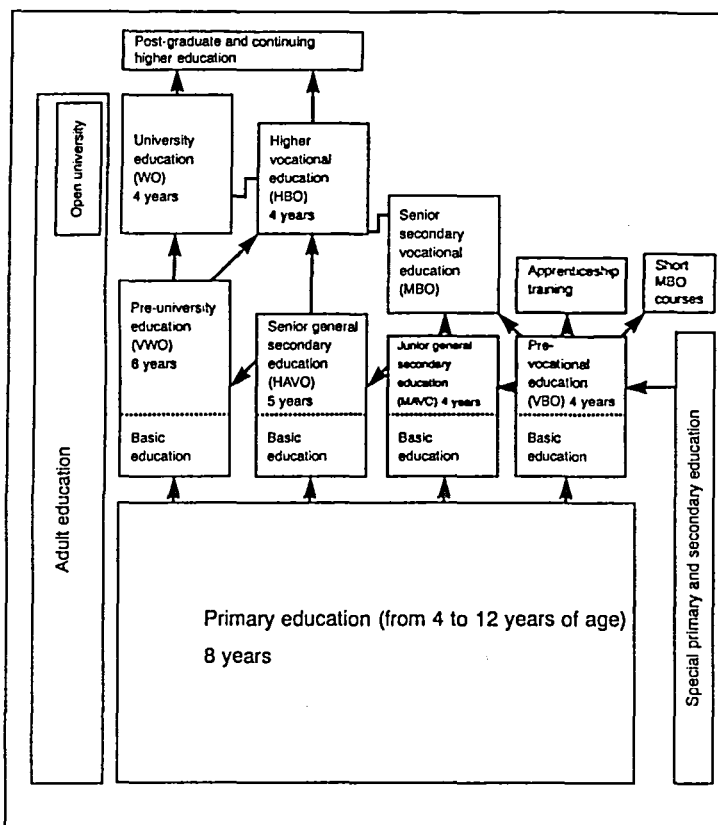 Post-graduate and continuing
higher education
Open university
University
education
(WO)
4 years
Higher
vocational
education
(HBO)
4 years
Senior
secondary
vocational
education
(MBO)
Apprenticeship
training
Short
MBO
courses
Pre-university
education
(VWO)
6 years
Senior general
secondary
education
(HAVO)
5 years
Junior general
secondary
education
(MAVC) 4 years
Pre-
vocational
education
(VBO) 4 years
Basic
education
Basic
education
Basic
education
Basic
education
Adult education
Special primary and secondary education
Primary education (from 4 to 12 years of age)
8 years